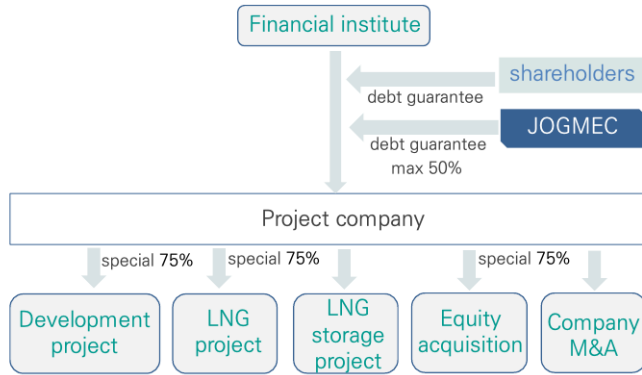 Financial institute
shareholders
debt guarantee
JOGMEC
debt guarantee
max 50%
Project company
special 75%
special 75%
special 75%
Development
project
LNG
project
LNG
storage
project
Equity
acquisition
Company
M&A